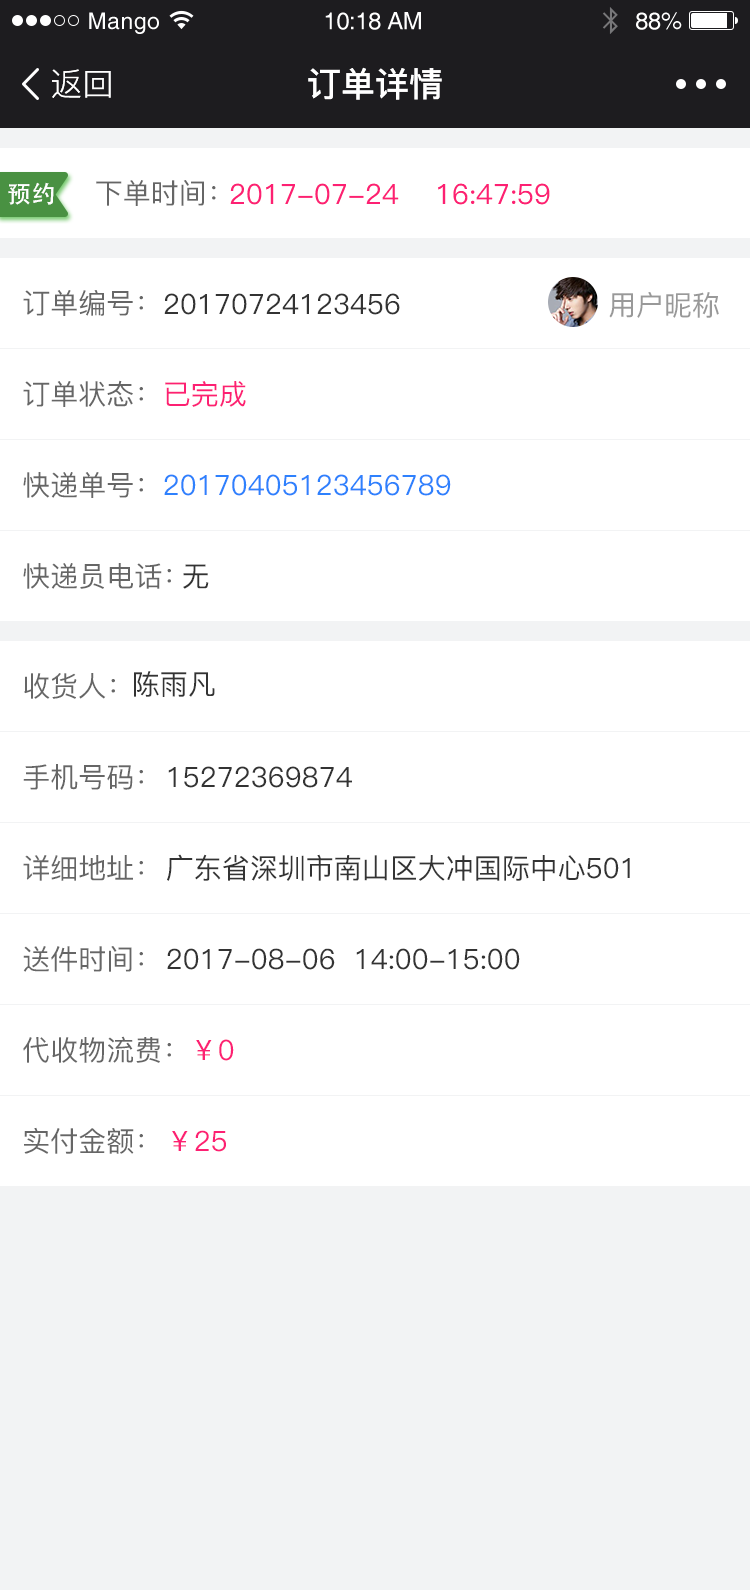 Mango 10:18 AM 88%
返回 订单详情
预约 下单时间：2017-07-24 16:47:59
订单编号： 20170724123456 用户昵称
订单状态： 已完成
快递单号： 20170405123456789
快递员电话：无
收货人： 陈雨凡
手机号码： 15272369874
详细地址： 广东省深圳市南山区大冲国际中心501
送件时间： 2017-08-06 14:00-15:00
代收物流费： ¥0
实付金额： ¥25